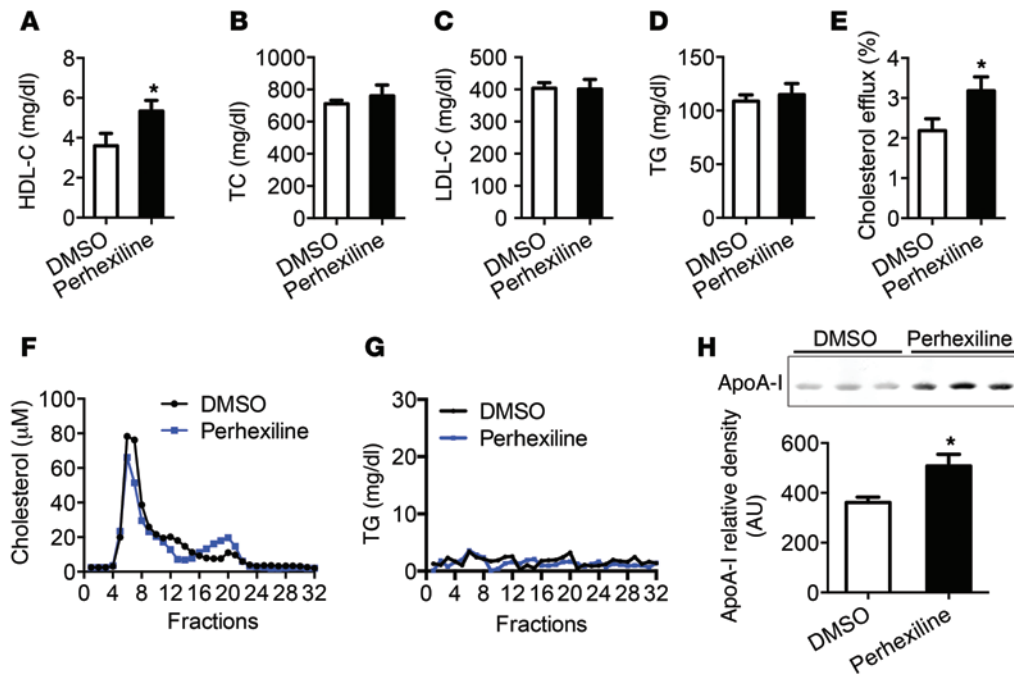 A
HDL-C (mg/dl)
8
6
4
2
0
*
DMSO
Perhexiline
B
TC (mg/dl)
1000
800
600
400
200
0
DMSO
Perhexiline
C
LDL-C (mg/dl)
500
400
300
200
100
0
DMSO
Perhexiline
D
TG (mg/dl)
150
100
50
0
DMSO
Perhexiline
E
Cholesterol efflux (%)
4
3
2
1
0
*
DMSO
Perhexiline
F
Cholesterol (μM)
100
80
60
40
20
0
DMSO
Perhexiline
0 4 8 12 16 20 24 28 32
Fractions
G
TG (mg/dl)
30
20
10
0
DMSO
Perhexiline
0 4 8 12 16 20 24 28 32
Fractions
H
DMSO Perhexiline
ApoA-I
ApoA-I relative density
(AU)
600
400
200
0
*
DMSO
Perhexiline